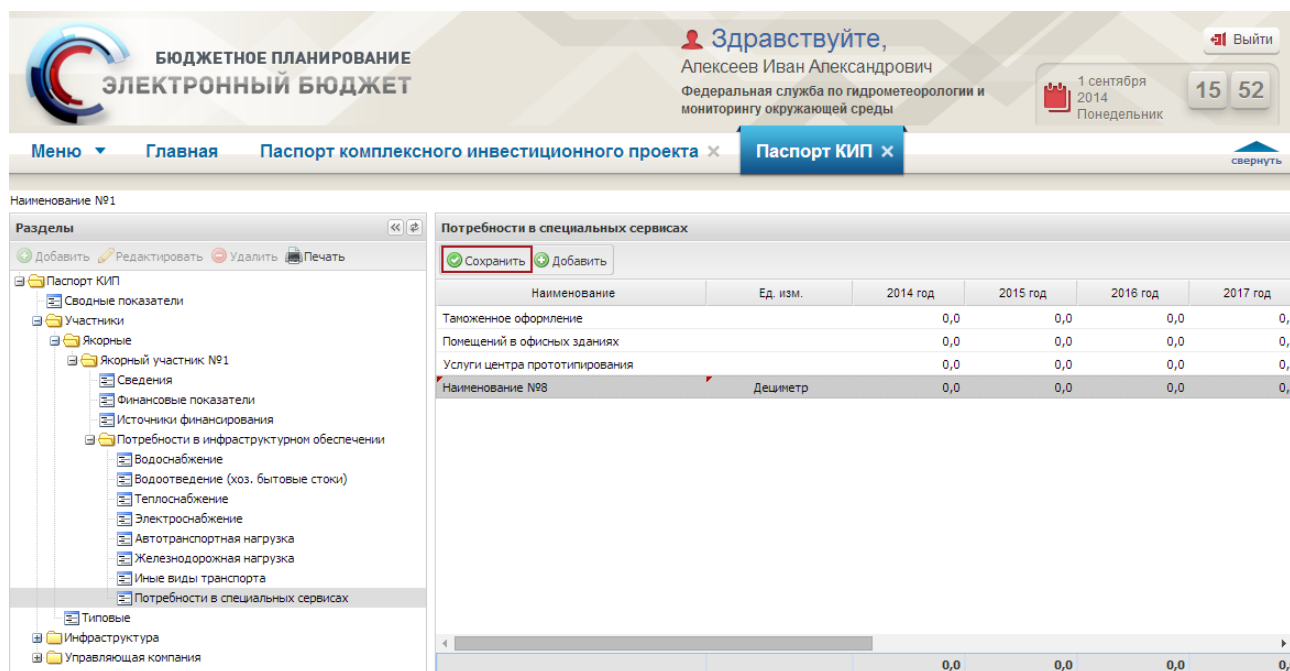 БЮДЖЕТНОЕ ПЛАНИРОВАНИЕ
ЭЛЕКТРОННЫЙ БЮДЖЕТ
Здравствуйте,
Алексеев Иван Александрович
Федеральная служба по гидрометеорологии и
мониторингу окружающей среды
Выйти
1 сентября
2014
Понедельник
15 52
Меню Главная Паспорт комплексного инвестиционного проекта Паспорт КИП
свернуть
Наименование №1
Разделы
Добавить Редактировать Удалить Печать
Паспорт КИП
Сводные показатели
Участники
Якорные
Якорный участник №1
Сведения
Финансовые показатели
Источники финансирования
Потребности в инфраструктурном обеспечении
Водоснабжение
Водоотведение (хоз. бытовые стоки)
Теплоснабжение
Электроснабжение
Автотранспортная нагрузка
Железнодорожная нагрузка
Иные виды транспорта
Потребности в специальных сервисах
Типовые
Инфраструктура
Управляющая компания
Потребности в специальных сервисах
Сохранить Добавить
Наименование Ед. изм. 2014 год 2015 год 2016 год 2017 год
Таможенное оформление 0,0 0,0 0,0 0,
Помещений в офисных зданиях 0,0 0,0 0,0 0,
Услуги центра прототипирования 0,0 0,0 0,0 0,
Наименование №8 Дециметр 0,0 0,0 0,0 0,
0,0 0,0 0,0 0,